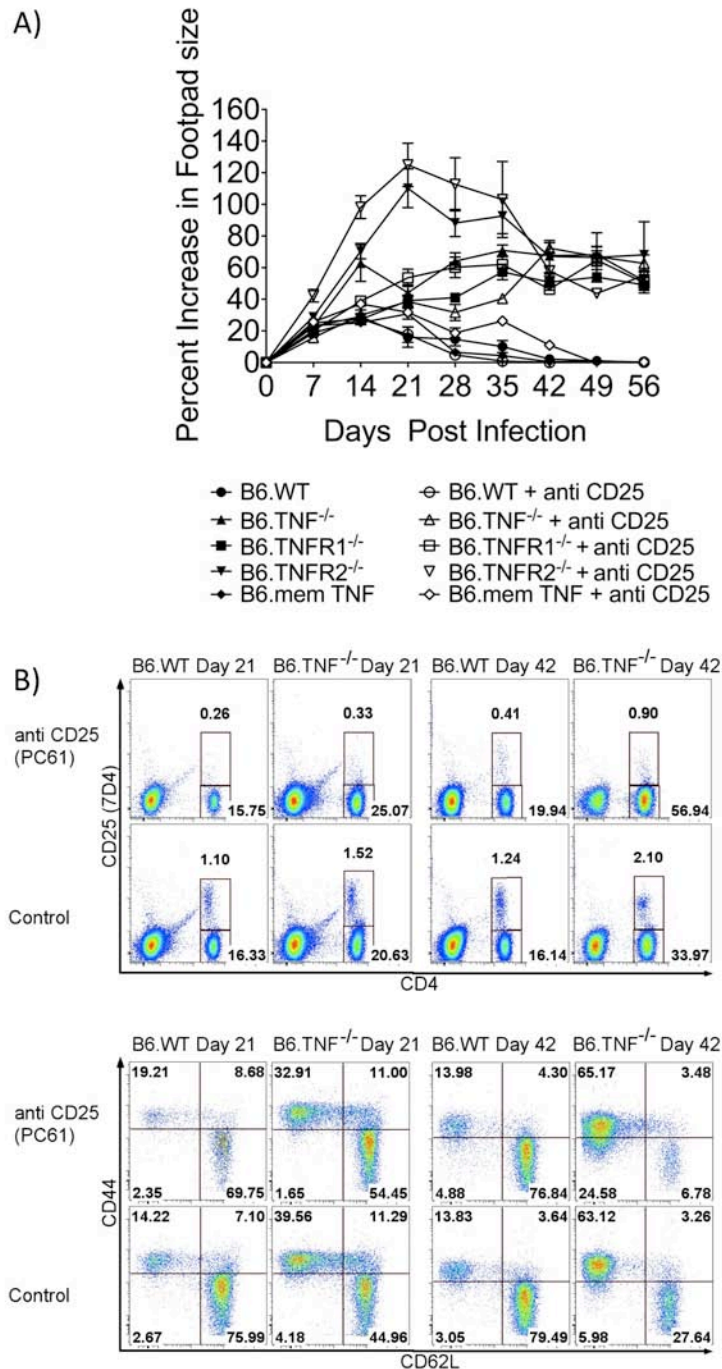 A)
Percent Increase in Footpad size
160
140
120
100
80
60
40
20
0
0 7 14 21 28 35 42 49 56
Days Post Infection
B6.WT
B6.TNF-/-
B6.TNFR1-/-
B6.TNFR2-/-
B6.mem TNF
B6.WT + anti CD25
B6.TNF-/- + anti CD25
B6.TNFR1-/- + anti CD25
B6.TNFR2-/- + anti CD25
B6.mem TNF + anti CD25
B)
B6.WT Day 21 B6.TNF-/- Day 21 B6.WT Day 42 B6.TNF-/- Day 42
anti CD25
(PC61)
0.26 0.33 0.41 0.90
15.75 25.07 19.94 56.94
CD25 (7D4)
Control
1.10 1.52 1.24 2.10
16.33 20.63 16.14 33.97
CD4
B6.WT Day 21 B6.TNF-/- Day 21 B6.WT Day 42 B6.TNF-/- Day 42
anti CD25
(PC61)
19.21 8.68 32.91 11.00 13.98 4.30 65.17 3.48
2.35 69.75 1.65 54.45 4.88 76.84 24.58 6.78
CD44
Control
14.22 7.10 39.56 11.29 13.83 3.64 63.12 3.26
2.67 75.99 4.18 44.96 3.05 79.49 5.98 27.64
CD62L